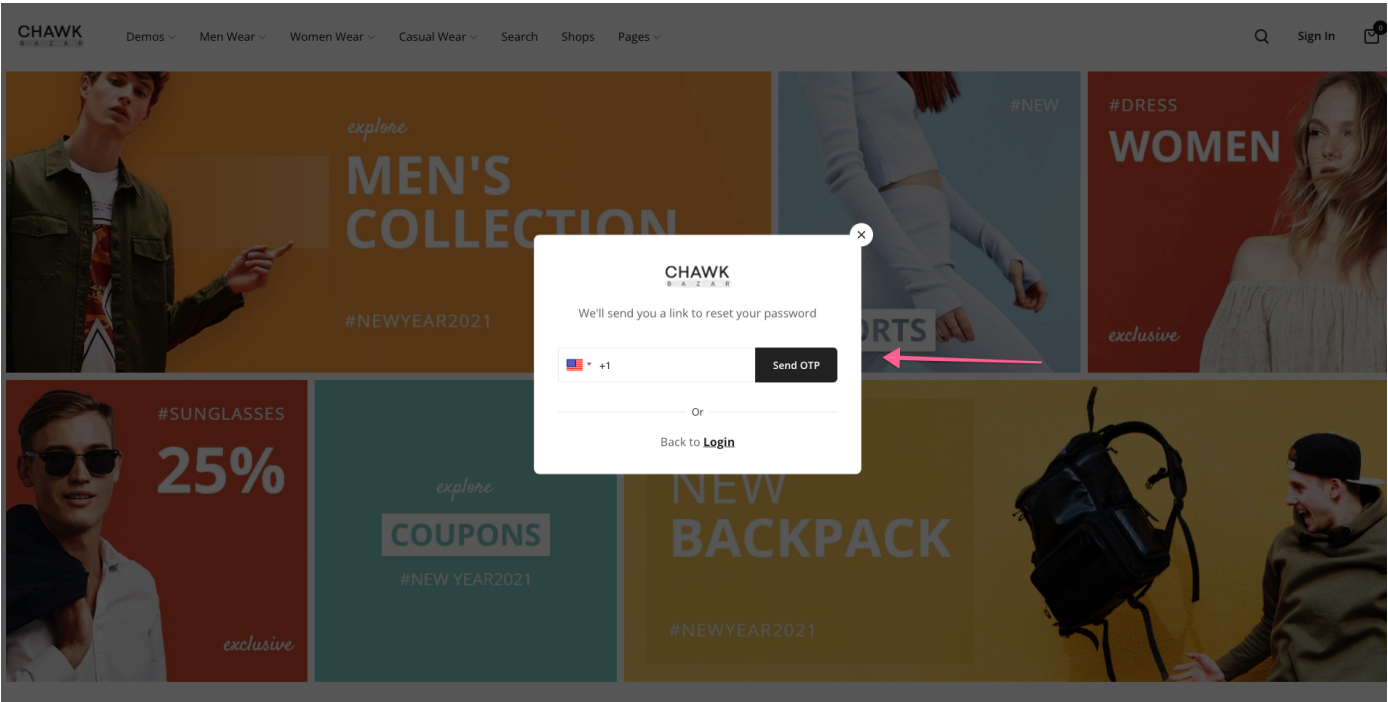 CHAWK
BAZAR
Demos
Men Wear
Women Wear
Casual Wear
Search
Shops
Pages
Sign In
0
explore
MEN'S
COLLECTION
#NEWYEAR2021
#NEW
#DRESS
WOMEN
exclusive
CHAWK
BAZAR
We'll send you a link to reset your password
+1
Send OTP
Or
Back to Login
#SUNGLASSES
25%
exclusive
explore
COUPONS
#NEW YEAR2021
NEW
BACKPACK
#NEWYEAR2021